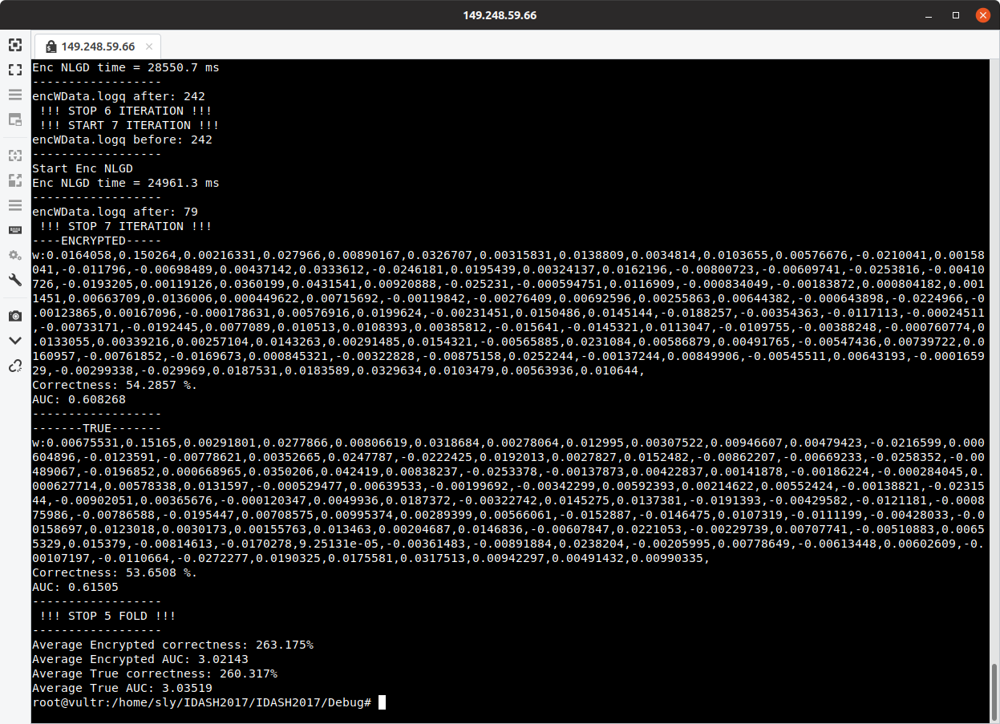 149.248.59.66
149.248.59.66
Enc NLGD time = 28550.7 ms
------------------
encWData.logq after: 242
 !!! STOP 6 ITERATION !!!
 !!! START 7 ITERATION !!!
encWData.logq before: 242
------------------
Start Enc NLGD
Enc NLGD time = 24961.3 ms
------------------
encWData.logq after: 79
 !!! STOP 7 ITERATION !!!
----ENCRYPTED-----
w:0.0164058,0.150264,0.00216331,0.027966,0.00890167,0.0326707,0.00315831,0.0138809,0.0034814,0.0103655,0.00576676,-0.0210041,0.00158
041,-0.011796,-0.00698489,0.00437142,0.0333612,-0.0246181,0.0195439,0.00324137,0.0162196,-0.00800723,-0.00609741,-0.0253816,-0.00410
726,-0.0193205,0.00119126,0.0360199,0.0431541,0.00920888,-0.025231,-0.000594751,0.0116909,-0.000834049,-0.00183872,0.000804182,0.001
1451,0.00663709,0.0136006,0.000449622,0.00715692,-0.00119842,-0.00276409,0.00692596,0.00255863,0.00644382,-0.000643898,-0.0224966,-0
.00123865,0.00167096,-0.000178631,0.00576916,0.0199624,-0.00231451,0.0150486,0.0145144,-0.0188257,-0.00354363,-0.0117113,-0.00024511
,-0.00733171,-0.0192445,0.0077089,0.010513,0.0108393,0.00385812,-0.015641,-0.0145321,0.0113047,-0.0109755,-0.00388248,-0.000760774,0
.0133055,0.00339216,0.00257104,0.0143263,0.00291485,0.0154321,-0.00565885,0.0231084,0.00586879,0.00491765,-0.00547436,0.00739722,0.0
160957,-0.00761852,-0.0169673,0.000845321,-0.00322828,-0.00875158,0.0252244,-0.00137244,0.00849906,-0.00545511,0.00643193,-0.0001659
29,-0.00299338,-0.029969,0.0187531,0.0183589,0.0329634,0.0103479,0.00563936,0.010644,
Correctness: 54.2857 %.
AUC: 0.608268
------------------
-------TRUE-------
w:0.00675531,0.15165,0.00291801,0.0277866,0.00806619,0.0318684,0.00278064,0.012995,0.00307522,0.00946607,0.00479423,-0.0216599,0.000
604896,-0.0123591,-0.00778621,0.00352665,0.0247787,-0.0222425,0.0192013,0.0027827,0.0152482,-0.00862207,-0.00669233,-0.0258352,-0.00
489067,-0.0196852,0.000668965,0.0350206,0.042419,0.00838237,-0.0253378,-0.00137873,0.00422837,0.00141878,-0.00186224,-0.000284045,0.
000627714,0.00578338,0.0131597,-0.000529477,0.00639533,-0.00199692,-0.00342299,0.00592393,0.00214622,0.00552424,-0.00138821,-0.02315
44,-0.00902051,0.00365676,-0.000120347,0.0049936,0.0187372,-0.00322742,0.0145275,0.0137381,-0.0191393,-0.00429582,-0.0121181,-0.0008
75986,-0.00786588,-0.0195447,0.00708575,0.00995374,0.00289399,0.00566061,-0.0152887,-0.0146475,0.0107319,-0.0111199,-0.00428033,-0.0
0158697,0.0123018,0.0030173,0.00155763,0.013463,0.00204687,0.0146836,-0.00607847,0.0221053,-0.00229739,0.00707741,-0.00510883,0.0065
5329,0.015379,-0.00814613,-0.0170278,9.25131e-05,-0.00361483,-0.00891884,0.0238204,-0.00205995,0.00778649,-0.00613448,0.00602609,-0.
00107197,-0.0110664,-0.0272277,0.0190325,0.0175581,0.0317513,0.00942297,0.00491432,0.00990335,
Correctness: 53.6508 %.
AUC: 0.61505
------------------
 !!! STOP 5 FOLD !!!
------------------
Average Encrypted correctness: 263.175%
Average Encrypted AUC: 3.02143
Average True correctness: 260.317%
Average True AUC: 3.03519
root@vultr:/home/sly/IDASH2017/IDASH2017/Debug#